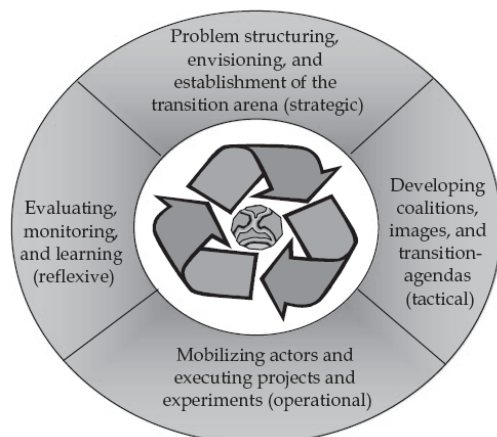 Problem structuring,
envisioning, and
establishment of the
transition arena (strategic)
Developing
coalitions,
images, and
transition-
agendas
(tactical)
Mobilizing actors and
executing projects and
experiments (operational)
Evaluating,
monitoring,
and learning
(reflexive)